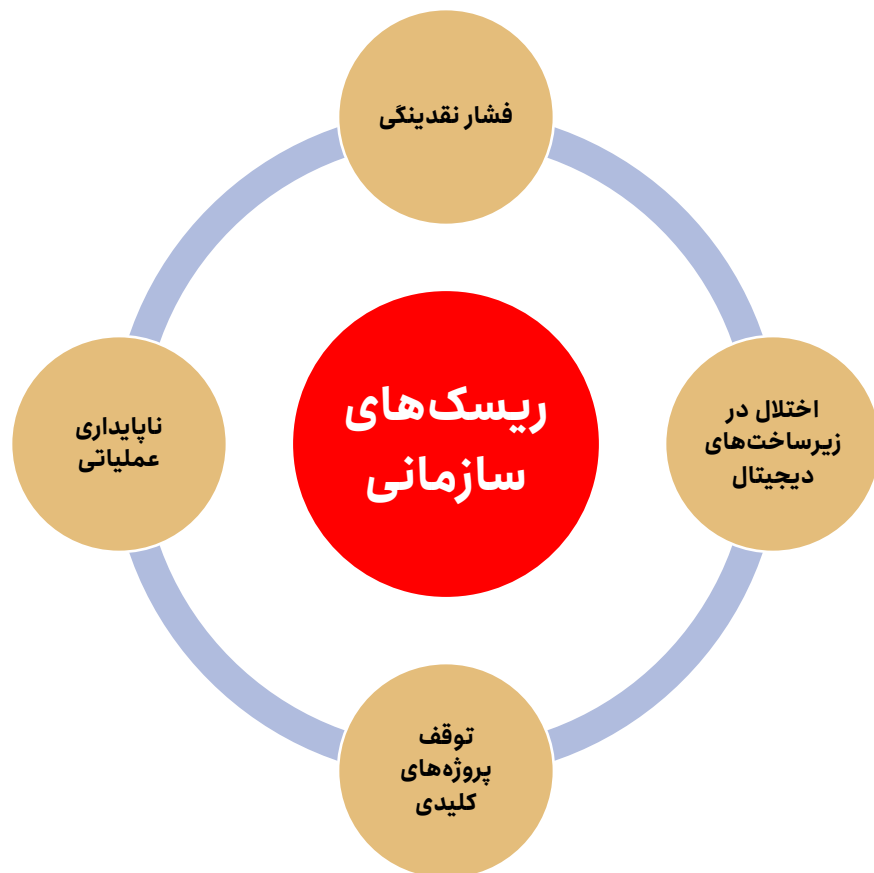 فشار نقدینگی
اختلال در
زیرساخت‌های
دیجیتال
ریسک‌های
سازمانی
ناپایداری
عملیاتی
توقف
پروژه‌های
کلیدی